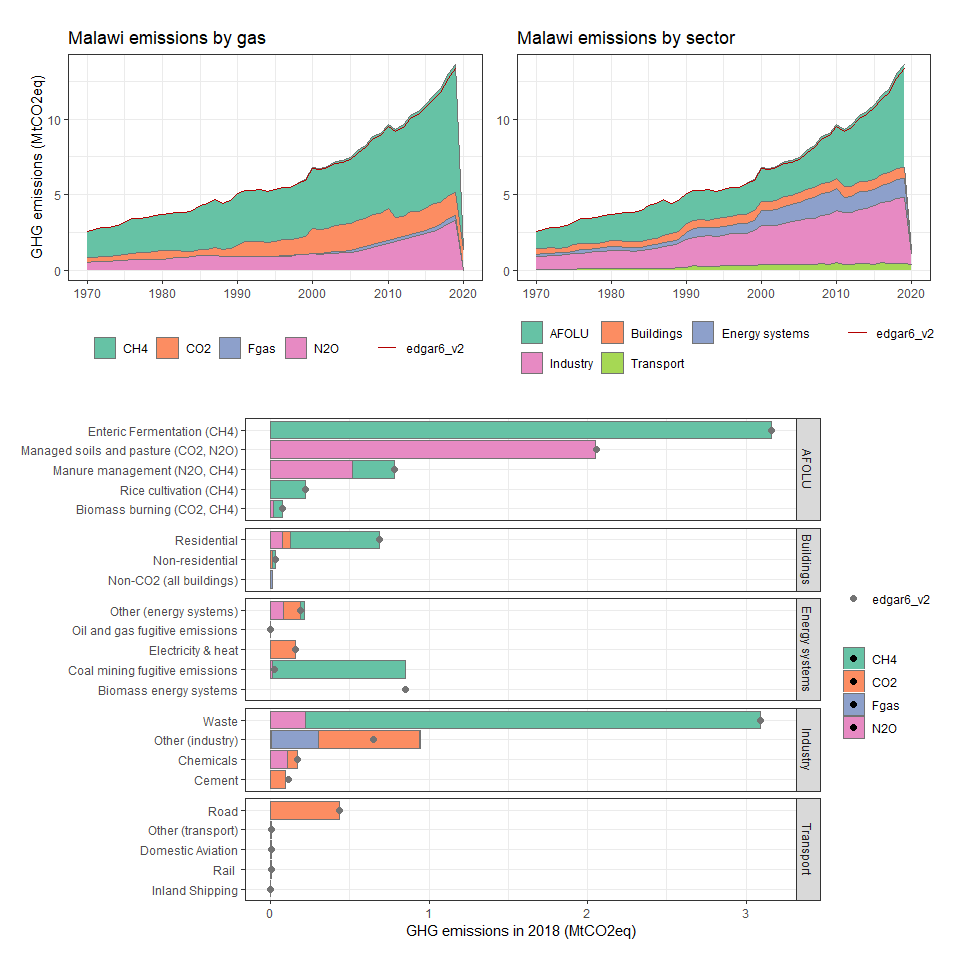 Malawi emissions by gas
GHG emissions (MtCO2eq)
10
5
0
1970 1980 1990 2000 2010 2020
CH4 CO2 Fgas N2O edgar6_v2
Malawi emissions by sector
10
5
0
1970 1980 1990 2000 2010 2020
AFOLU Buildings Energy systems edgar6_v2
Industry Transport
Enteric Fermentation (CH4)
Managed soils and pasture (CO2, N2O)
Manure management (N2O, CH4)
Rice cultivation (CH4)
Biomass burning (CO2, CH4)
AFOLU
Residential
Non-residential
Non-CO2 (all buildings)
Buildings
Other (energy systems)
Oil and gas fugitive emissions
Electricity & heat
Coal mining fugitive emissions
Biomass energy systems
Energy systems
Waste
Other (industry)
Chemicals
Cement
Industry
Road
Other (transport)
Domestic Aviation
Rail
Inland Shipping
Transport
0 1 2 3
GHG emissions in 2018 (MtCO2eq)
edgar6_v2
CH4
CO2
Fgas
N2O